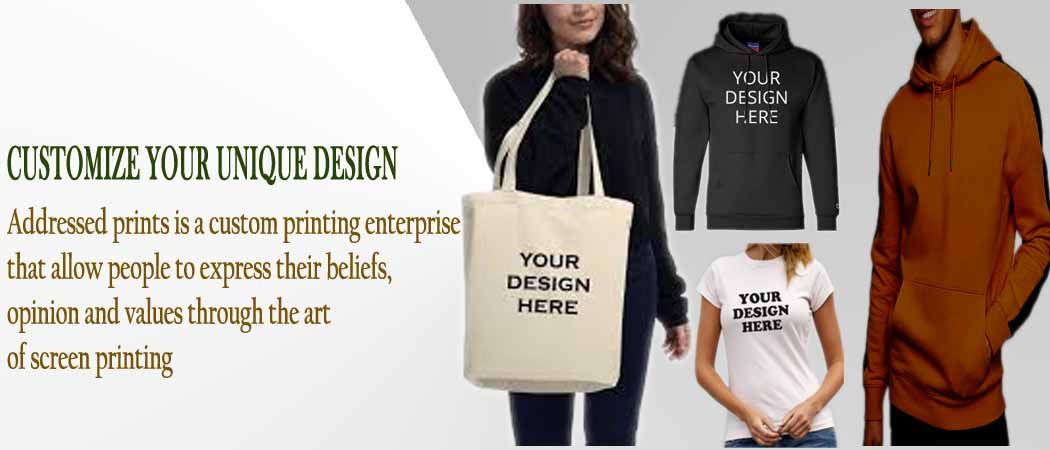 CUSTOMIZE YOUR UNIQUE DESIGN
Addressed prints is a custom printing enterprise
that allow people to express their beliefs,
opinion and values through the art
of screen printing
YOUR
DESIGN
HERE
YOUR
DESIGN
HERE
YOUR
DESIGN
HERE